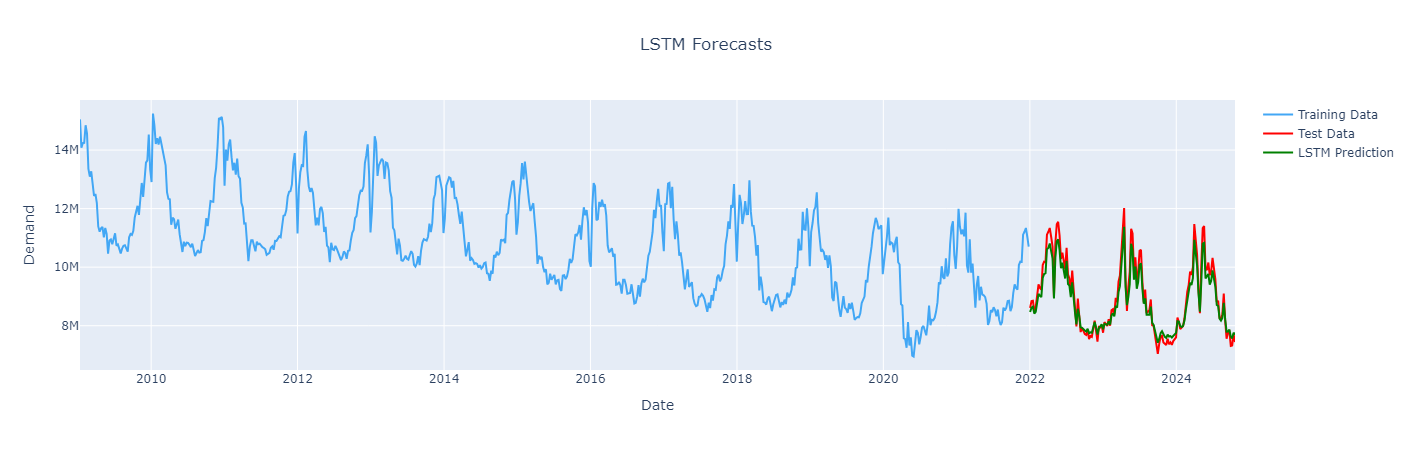 LSTM Forecasts
Training Data
Test Data
LSTM Prediction
14M
12M
10M
8M
Demand
2010 2012 2014 2016 2018 2020 2022 2024
Date